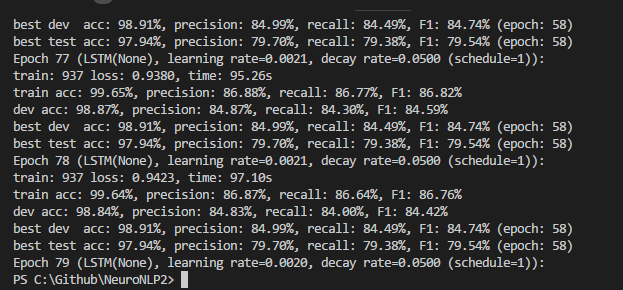 best dev  acc: 98.91%, precision: 84.99%, recall: 84.49%, F1: 84.74% (epoch: 58)
best test acc: 97.94%, precision: 79.70%, recall: 79.38%, F1: 79.54% (epoch: 58)
Epoch 77 (LSTM(None), learning rate=0.0021, decay rate=0.0500 (schedule=1)):
train: 937 loss: 0.9380, time: 95.26s
train acc: 99.65%, precision: 86.88%, recall: 86.77%, F1: 86.82%
dev acc: 98.87%, precision: 84.87%, recall: 84.30%, F1: 84.59%
best dev  acc: 98.91%, precision: 84.99%, recall: 84.49%, F1: 84.74% (epoch: 58)
best test acc: 97.94%, precision: 79.70%, recall: 79.38%, F1: 79.54% (epoch: 58)
Epoch 78 (LSTM(None), learning rate=0.0021, decay rate=0.0500 (schedule=1)):
train: 937 loss: 0.9423, time: 97.10s
train acc: 99.64%, precision: 86.87%, recall: 86.64%, F1: 86.76%
dev acc: 98.84%, precision: 84.83%, recall: 84.00%, F1: 84.42%
best dev  acc: 98.91%, precision: 84.99%, recall: 84.49%, F1: 84.74% (epoch: 58)
best test acc: 97.94%, precision: 79.70%, recall: 79.38%, F1: 79.54% (epoch: 58)
Epoch 79 (LSTM(None), learning rate=0.0020, decay rate=0.0500 (schedule=1)):
PS C:\Github\NeuroNLP2>